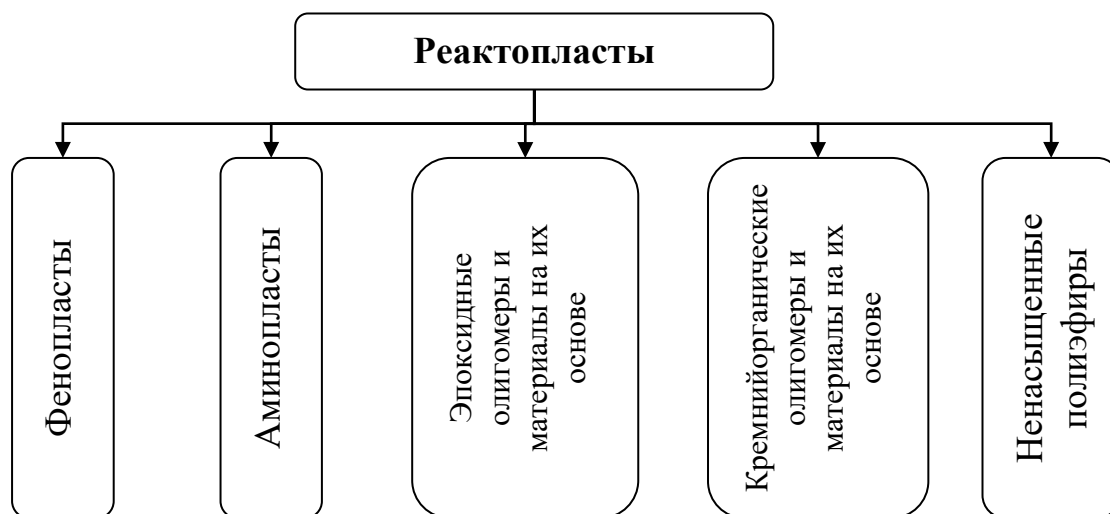 Реактопласты
Фенопласты
Аминопласты
Эпоксидные
олигомеры и
материалы на их
основе
Кремнийорганические
олигомеры и
материалы на их
основе
Ненасыщенные
полиэфиры